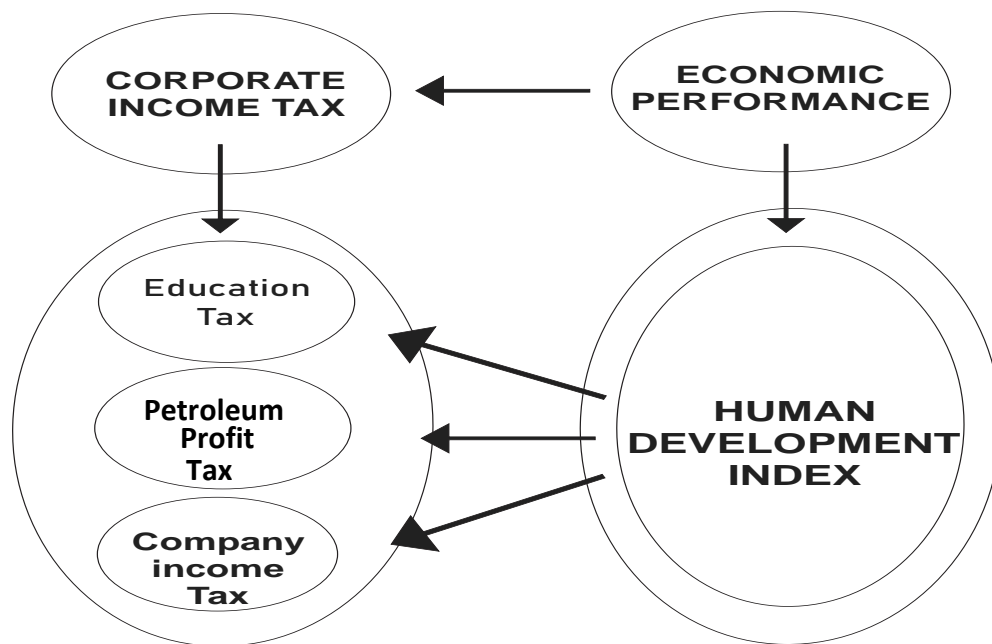 CORPORATE
INCOME TAX
ECONOMIC
PERFORMANCE
Education
Tax
Petroleum
Profit
Tax
Company
income
Tax
HUMAN
DEVELOPMENT
INDEX